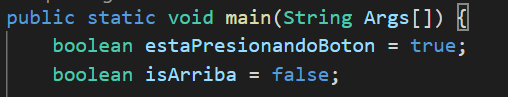 public static void main(String Args[]) {
boolean estaPresionandoBoton = true;
boolean isArriba = false;